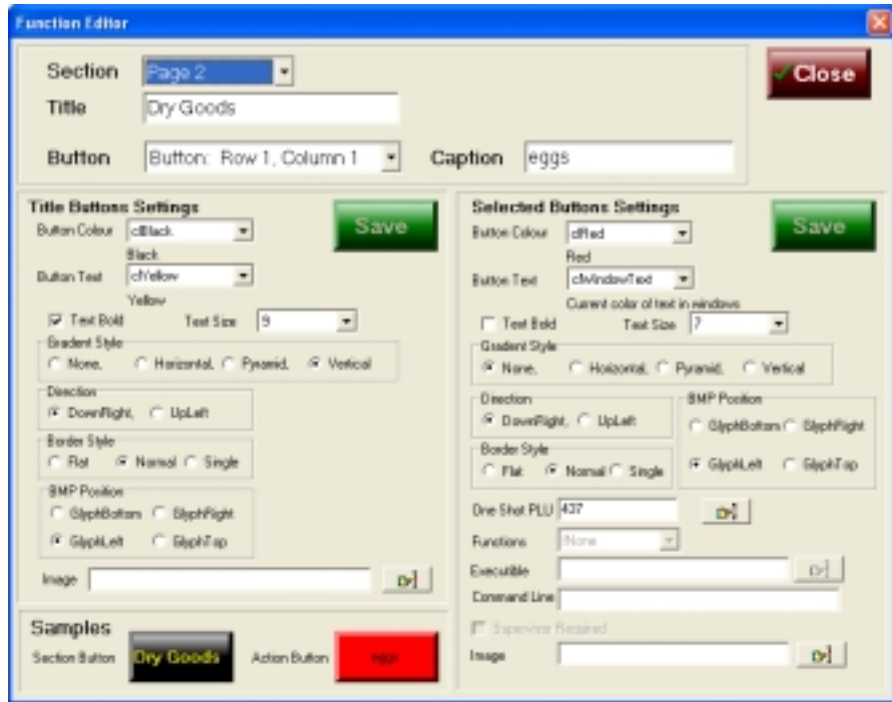 Function Editor
Section Page 2
Close
Title Dry Goods
Button Button: Row 1, Column 1 Caption eggs
Title Buttons Settings
Save
Button Colour clBlack
Black
Button Text clYellow
Yellow
Text Bold Text Size 9
Gradent Style
None, Horizontal, Pyramid, Vertical
Direction
DownRight, UpLeft
Border Style
Flat Normal Single
BMP Position
GlyphBottom GlyphRight
GlyphLeft GlyphTop
Image
Samples
Section Button Dry Goods Action Button eggs
Selected Buttons Settings
Save
Button Colour clRed
Red
Button Text clWindowText
Current color of text in windows
Text Bold Text Size 7
Gradent Style
None, Horizontal, Pyramid, Vertical
Direction
DownRight, UpLeft
BMP Position
GlyphBottom GlyphRight
GlyphLeft GlyphTop
Border Style
Flat Normal Single
One Shot PLU 437
Functions fNone
Executible
Command Line
Supervisor Required
Image